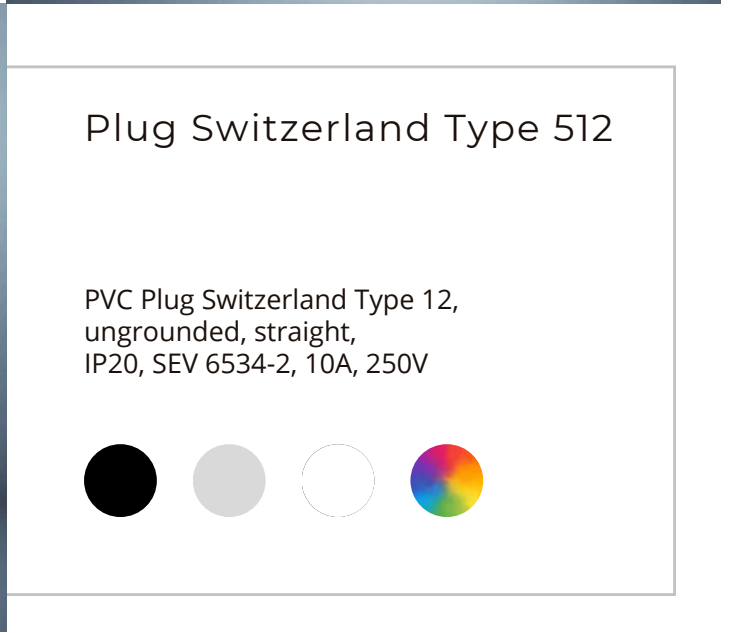 Plug Switzerland Type 512
PVC Plug Switzerland Type 12,
ungrounded, straight,
IP20, SEV 6534-2, 10A, 250V